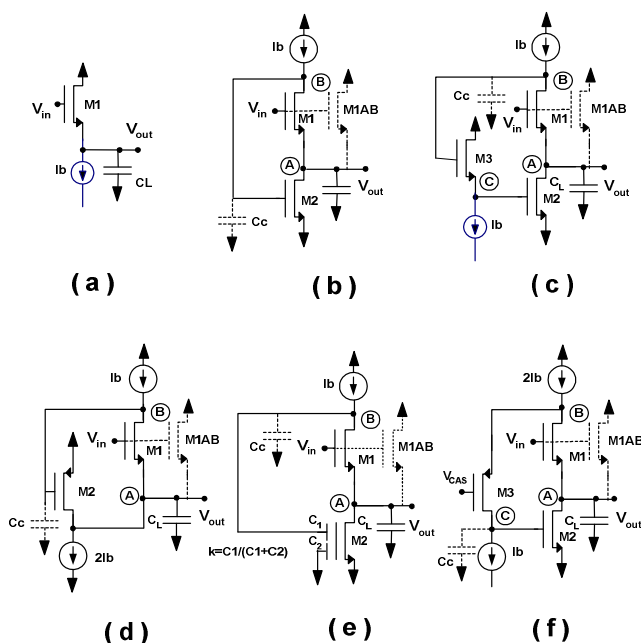 M1
Vin
Vout
Ib
CL
( a )
Ib
B
Vin
M1
M1AB
A
M2
Vout
Cc
( b )
Ib
B
Cc
M1AB
Vin
M1
M3
A
C
CL
M2
Vout
Ib
( c )
Ib
B
Vin
M1
M1AB
M2
A
Cc
CL
Vout
2Ib
( d )
Ib
B
Cc
Vin
M1
M1AB
A
C1
CL
M2
Vout
C2
k=C1/(C1+C2)
( e )
2Ib
B
Vin
M1
M1AB
VCAS
M3
A
C
CL
Vout
M2
Cc
Ib
( f )